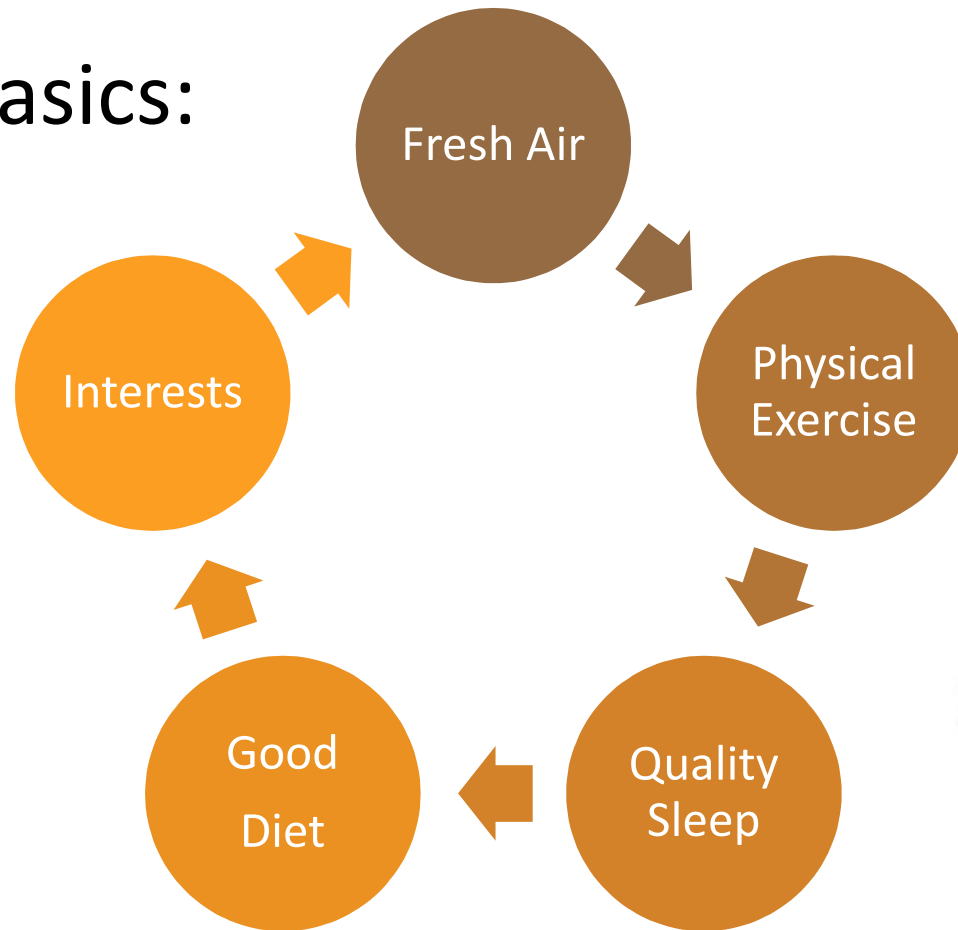 asics:
Fresh Air
Physical
Exercise
Quality
Sleep
Good
Diet
Interests